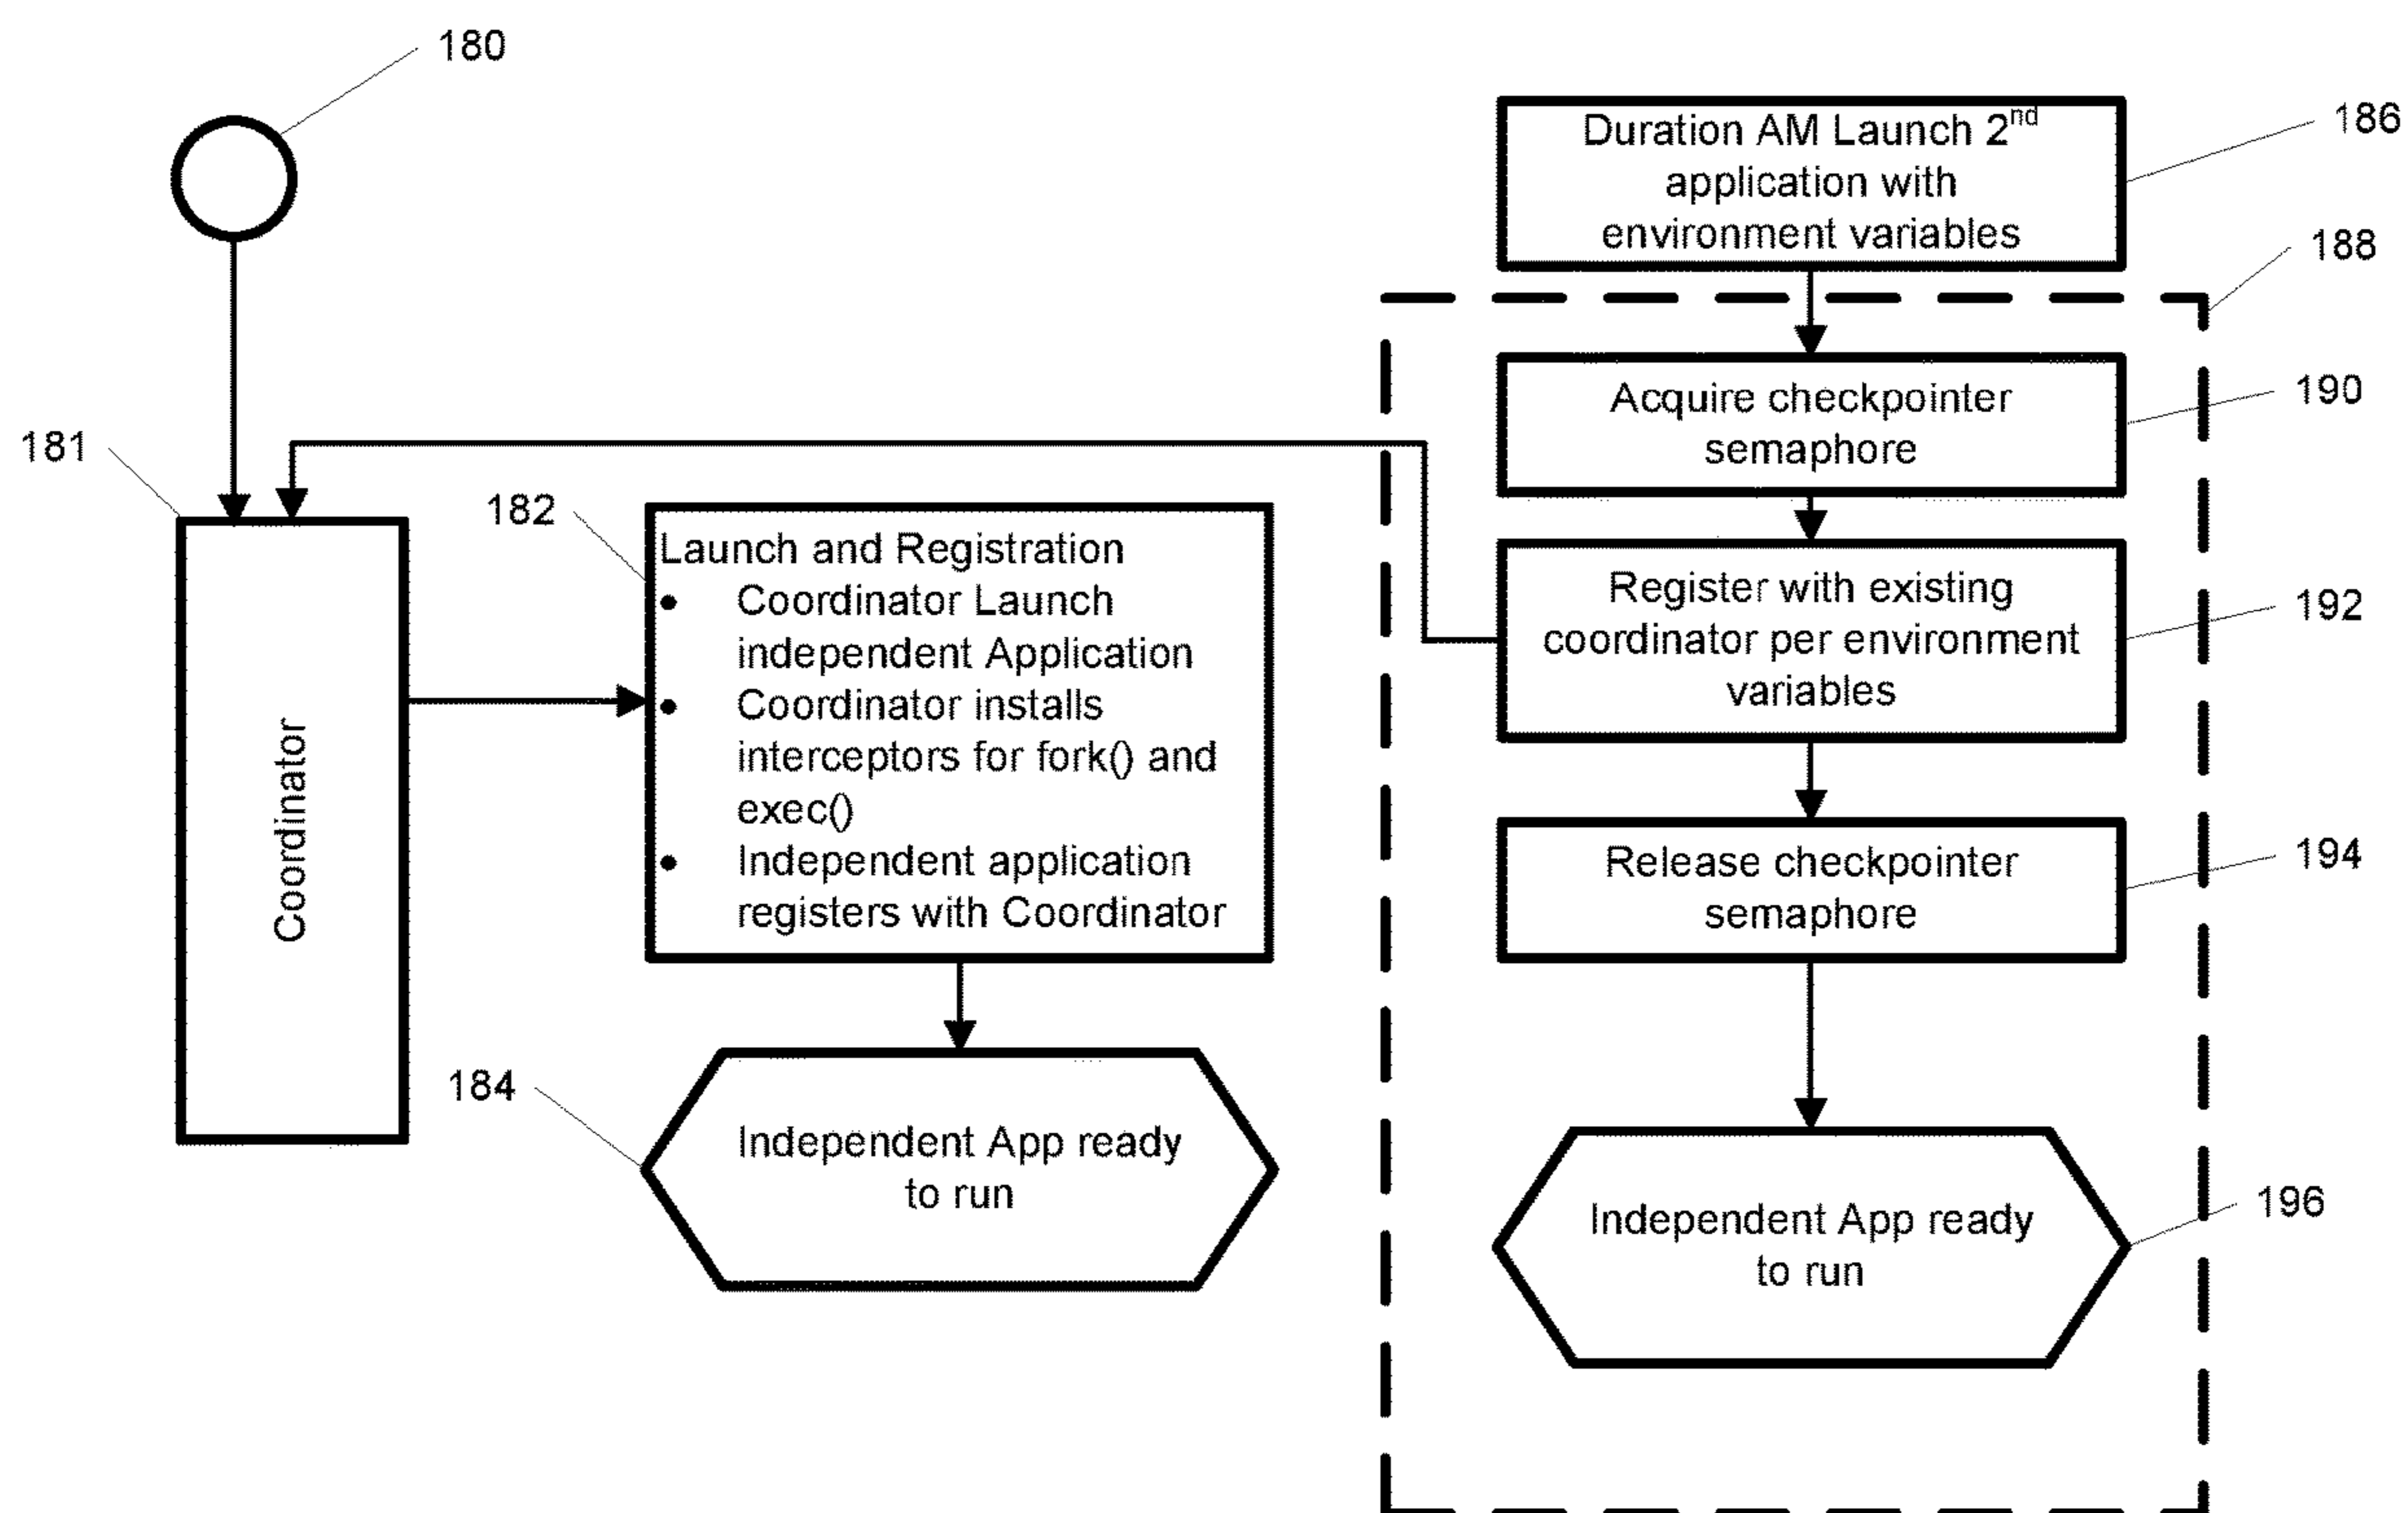 180
Duration AM Launch 2nd
application with
environment variables
186
188
Acquire checkpointer
semaphore
190
181
182
Launch and Registration
• Coordinator Launch
independent Application
• Coordinator installs
interceptors for fork() and
exec()
• Independent application
registers with Coordinator
Register with existing
coordinator per environment
variables
192
Coordinator
Release checkpointer
semaphore
194
184
Independent App ready
to run
Independent App ready
to run
196